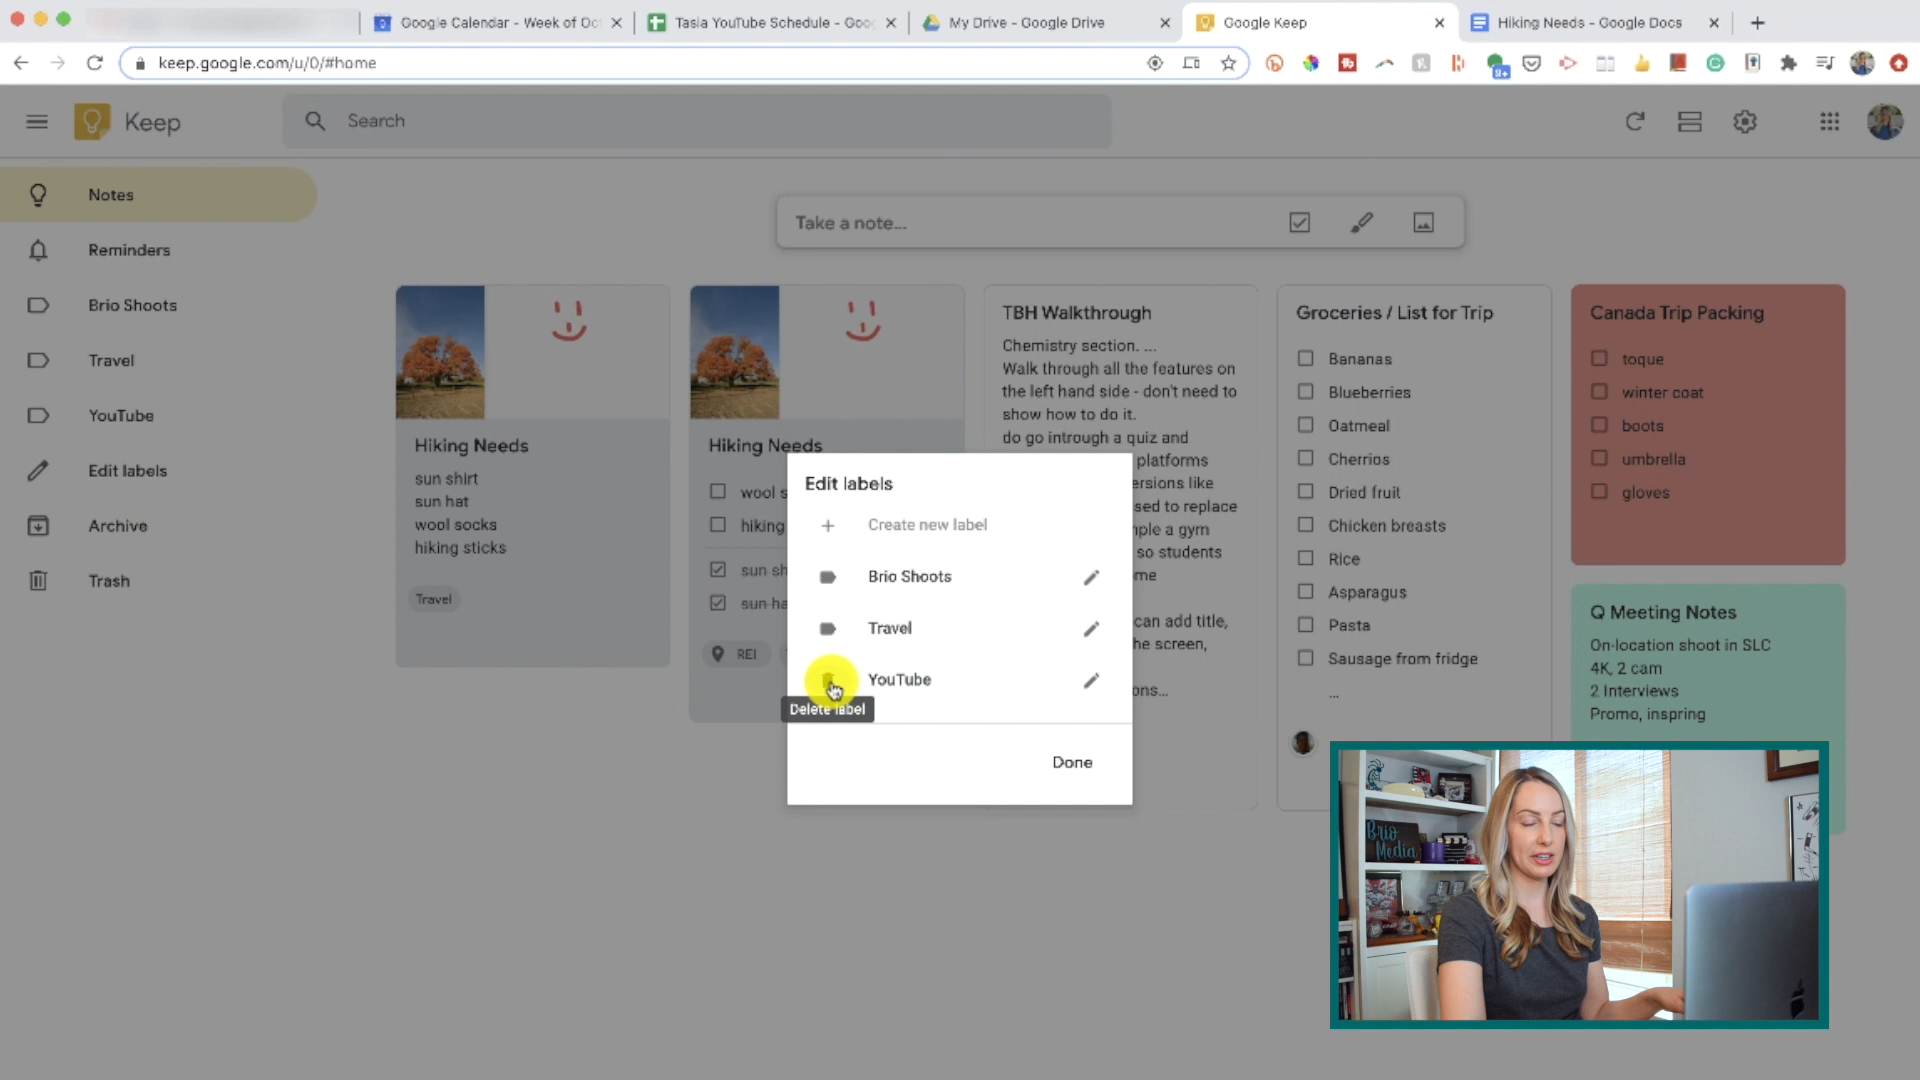 Google Calendar - Week of Oc
Tasia YouTube Schedule - Goo
My Drive - Google Drive
Google Keep
Hiking Needs - Google Docs
keep.google.com/u/0/#home
9+
Keep
Search
Notes
Reminders
Brio Shoots
Travel
YouTube
Edit labels
Archive
Trash
Take a note...
Hiking Needs
sun shirt
sun hat
wool socks
hiking sticks
Travel
Hiking Needs
wool s
hiking
sun sh
sun ha
REI
TBH Walkthrough
Chemistry section. ...
Walk through all the features on
the left hand side - don't need to
show how to do it.
do go intrough a quiz and
platforms
ersions like
sed to replace
nple a gym
so students
me
can add title,
he screen,
ons...
Groceries / List for Trip
Bananas
Blueberries
Oatmeal
Cherrios
Dried fruit
Chicken breasts
Rice
Asparagus
Pasta
Sausage from fridge
...
Canada Trip Packing
toque
winter coat
boots
umbrella
gloves
Q Meeting Notes
On-location shoot in SLC
4K, 2 cam
2 Interviews
Promo, inspring
Edit labels
Create new label
Brio Shoots
Travel
YouTube
Delete label
Done
Brio
Media